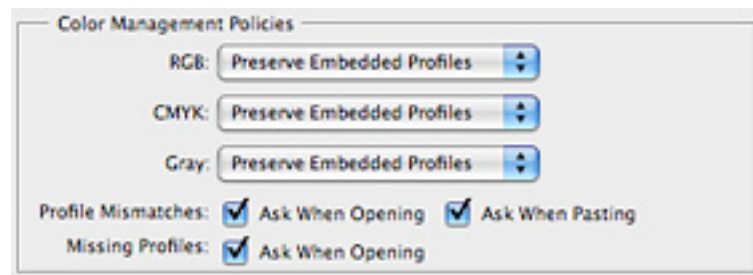 Color Management Policies
RGB: Preserve Embedded Profiles
CMYK: Preserve Embedded Profiles
Gray: Preserve Embedded Profiles
Profile Mismatches: Ask When Opening Ask When Pasting
Missing Profiles: Ask When Opening